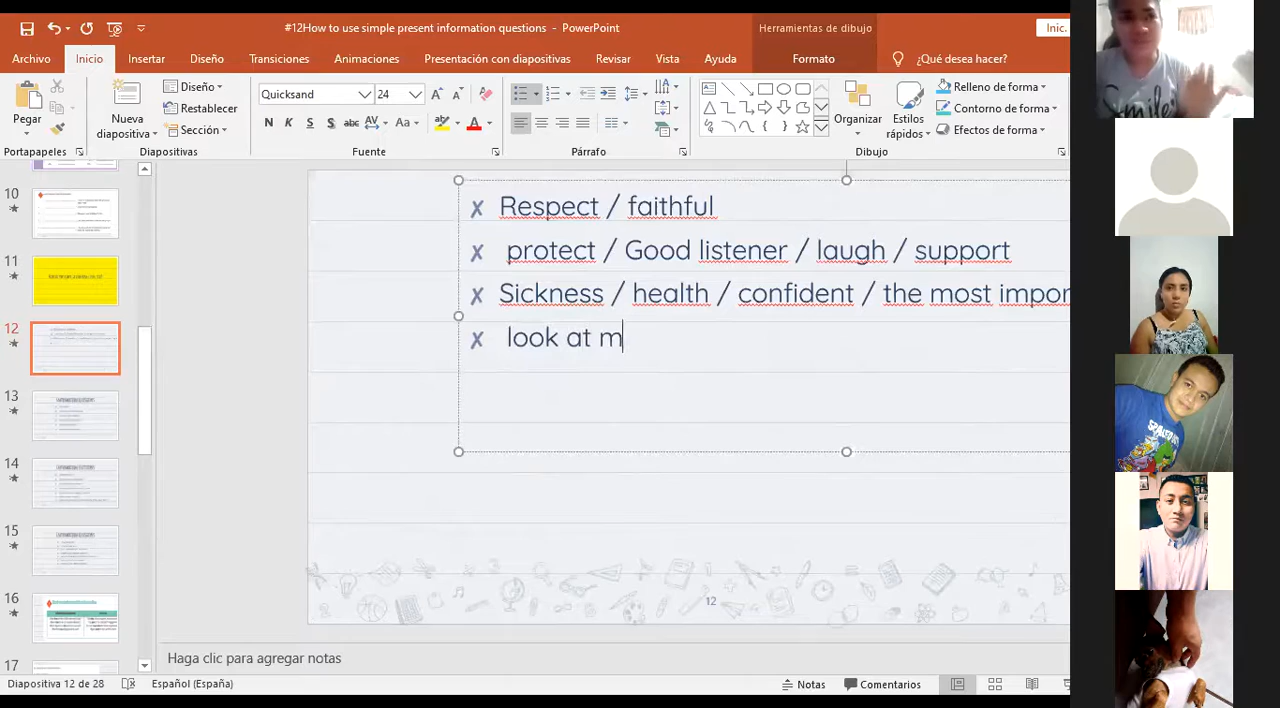 #12How to use simple present information questions - PowerPoint
Herramientas de dibujo
Inic.
Archivo
Inicio
Insertar
Diseño
Transiciones
Animaciones
Presentación con diapositivas
Revisar
Vista
Ayuda
Formato
¿Qué desea hacer?
Pegar
Nueva diapositiva
Diseño
Restablecer
Sección
Quicksand
24
N K S S abc AV Aa A
Organizar
Estilos rápidos
Relleno de forma
Contorno de forma
Efectos de forma
Portapapeles
Diapositivas
Fuente
Párrafo
Dibujo
10
11
12
13
14
15
16
17
✗ Respect / faithful
✗ protect / Good listener / laugh / support
✗ Sickness / health / confident / the most impor
✗ look at m
12
Haga clic para agregar notas
Diapositiva 12 de 28
Español (España)
Notas
Comentarios